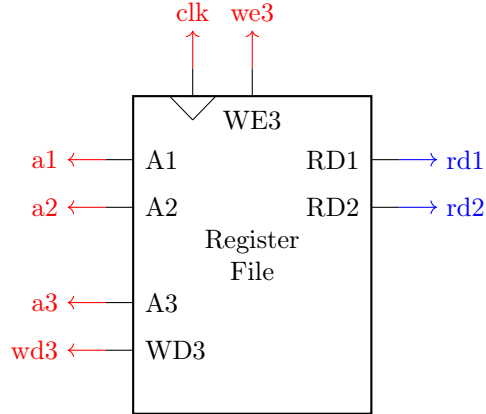 clk we3
WE3
a1 A1 RD1 rd1
a2 A2 RD2 rd2
Register
File
a3 A3
wd3 WD3